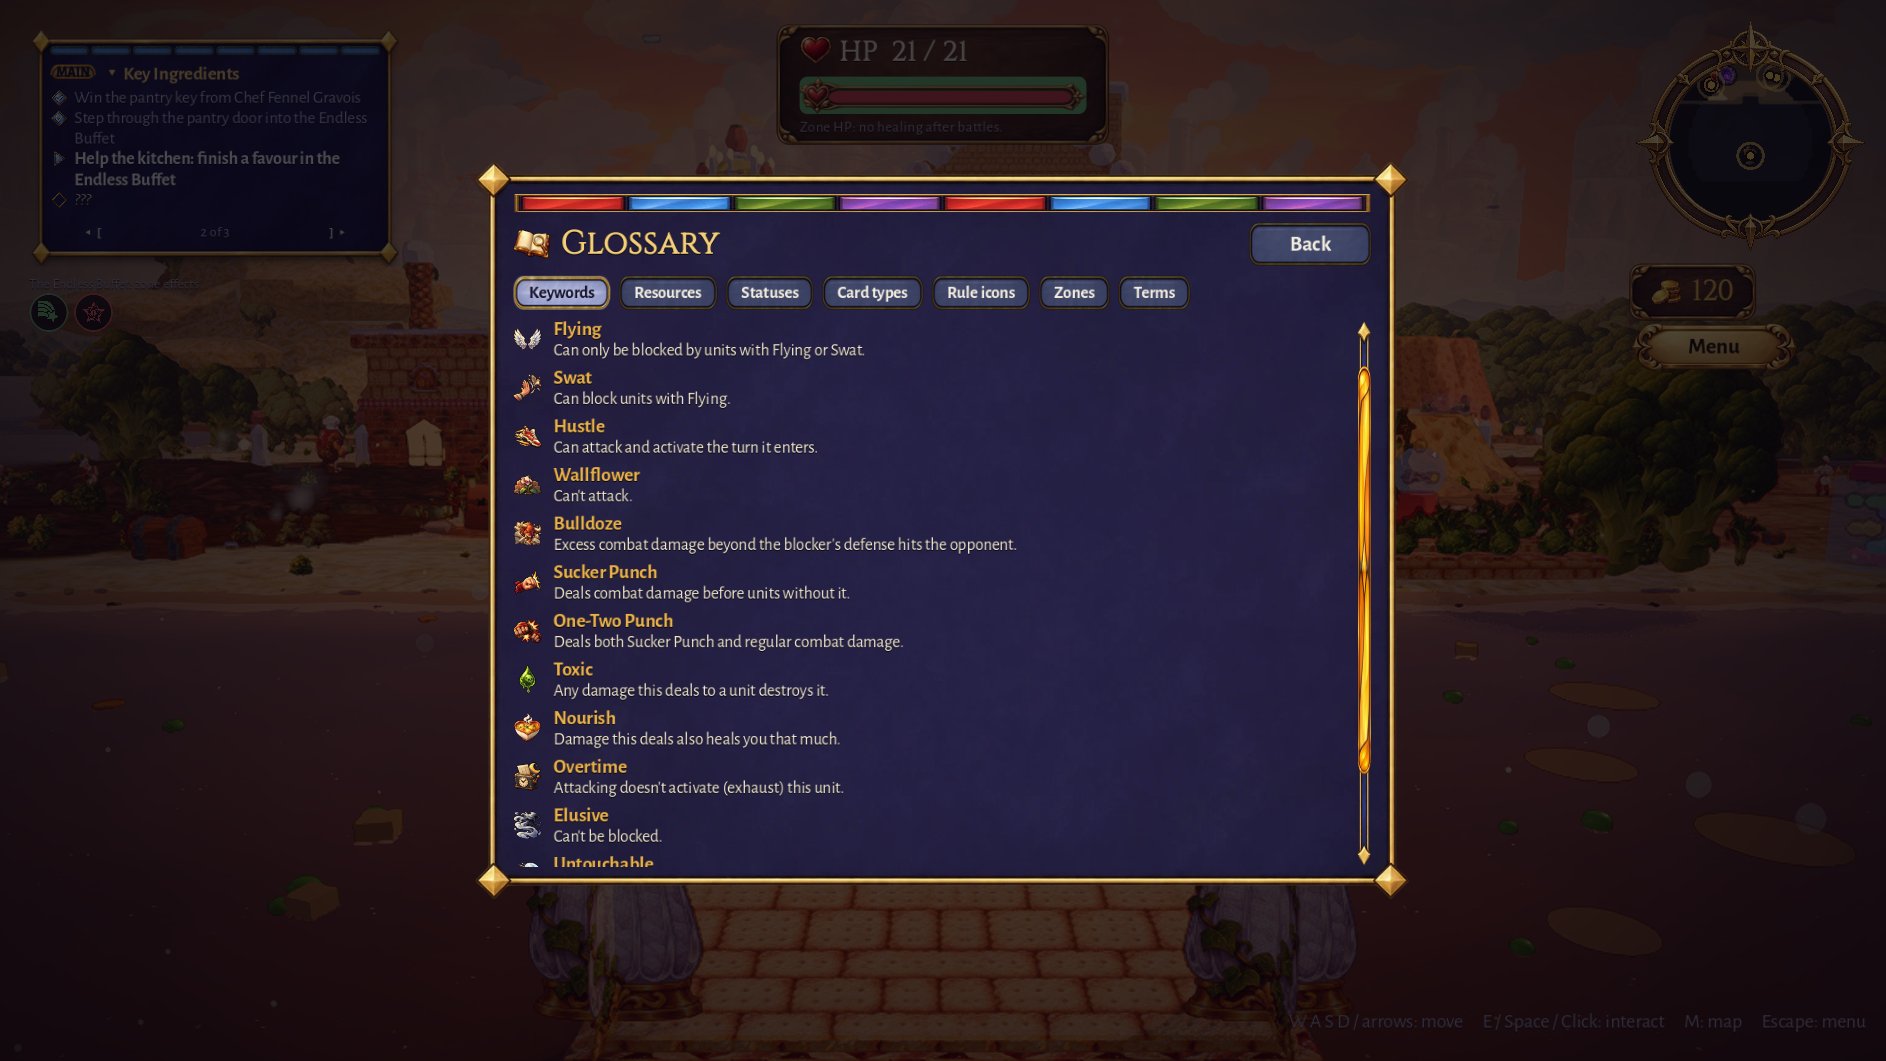 HP 21 / 21
Zone HP: no healing after battles.
MAIN ▾ Key Ingredients
Win the pantry key from Chef Fennel Gravois
Step through the pantry door into the Endless
Buffet
Help the kitchen: finish a favour in the
Endless Buffet
???
◂ [ 2 of 3 ] ▸
The Endless Buffet: zone effects
120
Menu
Glossary
Back
Keywords Resources Statuses Card types Rule icons Zones Terms
Flying
Can only be blocked by units with Flying or Swat.
Swat
Can block units with Flying.
Hustle
Can attack and activate the turn it enters.
Wallflower
Can't attack.
Bulldoze
Excess combat damage beyond the blocker's defense hits the opponent.
Sucker Punch
Deals combat damage before units without it.
One-Two Punch
Deals both Sucker Punch and regular combat damage.
Toxic
Any damage this deals to a unit destroys it.
Nourish
Damage this deals also heals you that much.
Overtime
Attacking doesn't activate (exhaust) this unit.
Elusive
Can't be blocked.
Untouchable
W A S D / arrows: move E / Space / Click: interact M: map Escape: menu